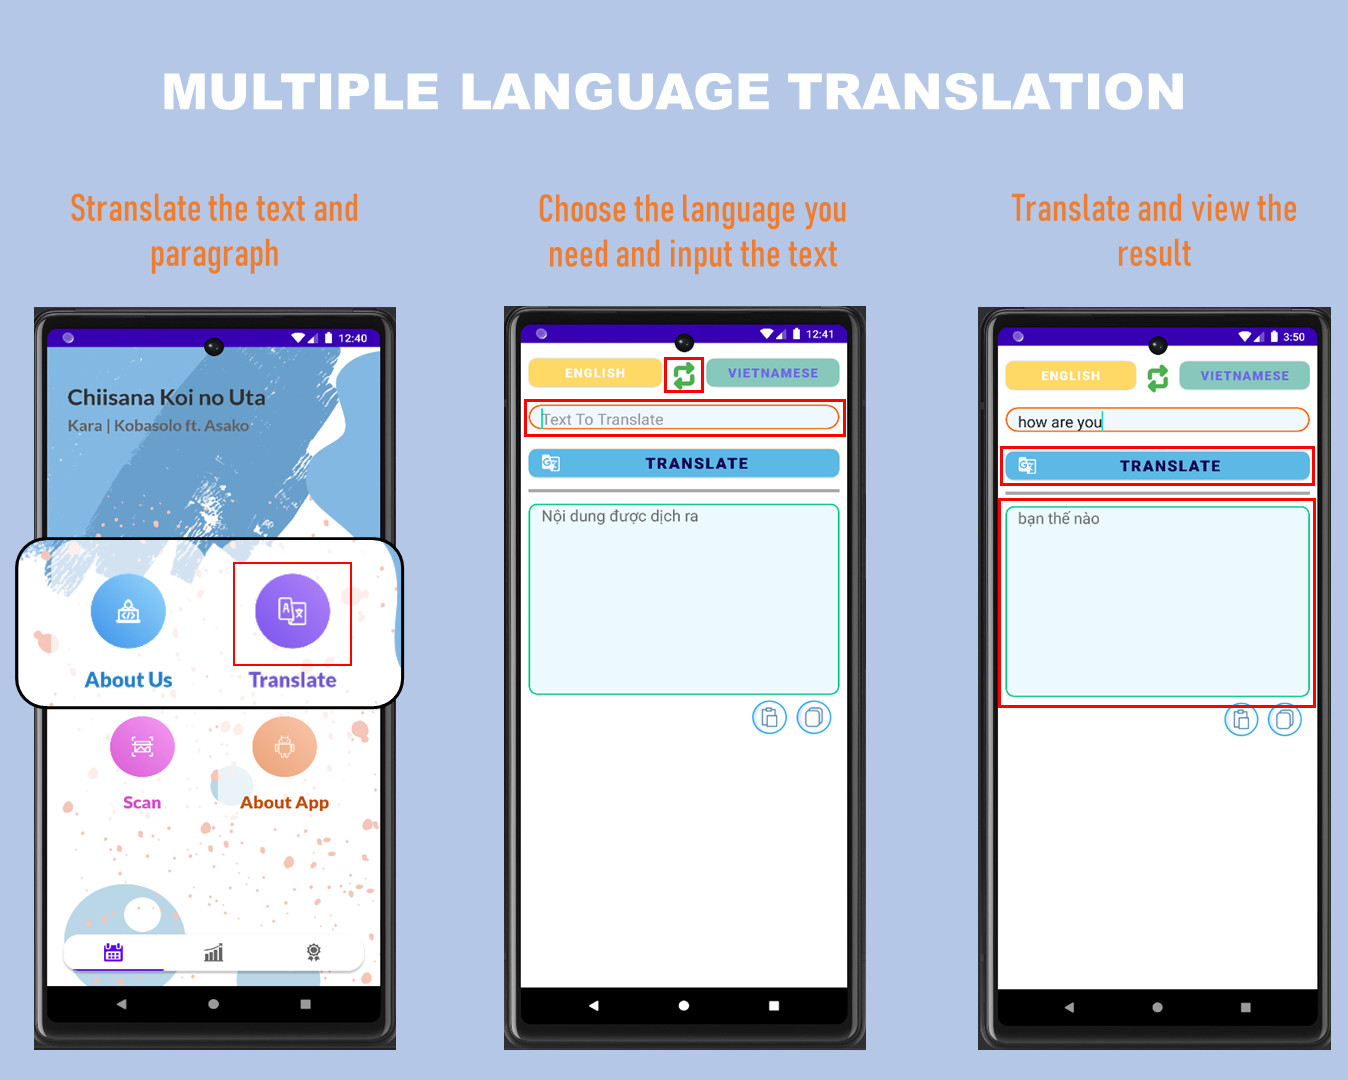 MULTIPLE LANGUAGE TRANSLATION
Stranslate the text and
paragraph
12:40
Chiisana Koi no Uta
Kara | Kobasolo ft. Asako
About Us
Translate
Scan
About App
Choose the language you
need and input the text
12:41
ENGLISH
VIETNAMESE
Text To Translate
TRANSLATE
Nội dung được dịch ra
Translate and view the
result
3:50
ENGLISH
VIETNAMESE
how are you
TRANSLATE
bạn thế nào